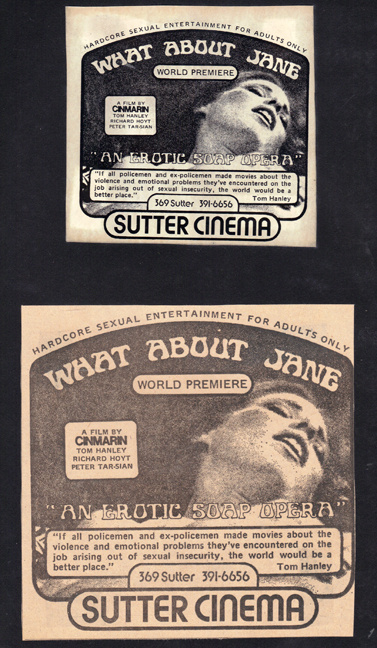 HARDCORE SEXUAL ENTERTAINMENT FOR ADULTS ONLY
WHAT ABOUT JANE
WORLD PREMIERE
A FILM BY
CINMARIN
TOM HANLEY
RICHARD HOYT
PETER TAR-SIAN
"AN EROTIC SOAP OPERA"
"If all policemen and ex-policemen made movies about the
violence and emotional problems they've encountered on the
job arising out of sexual insecurity, the world would be a
better place."
Tom Hanley
369 Sutter 391-6656
SUTTER CINEMA
HARDCORE SEXUAL ENTERTAINMENT FOR ADULTS ONLY
WHAT ABOUT JANE
WORLD PREMIERE
A FILM BY
CINMARIN
TOM HANLEY
RICHARD HOYT
PETER TAR-SIAN
"AN EROTIC SOAP OPERA"
"If all policemen and ex-policemen made movies about the
violence and emotional problems they've encountered on the
job arising out of sexual insecurity, the world would be a
better place."
Tom Hanley
369 Sutter 391-6656
SUTTER CINEMA